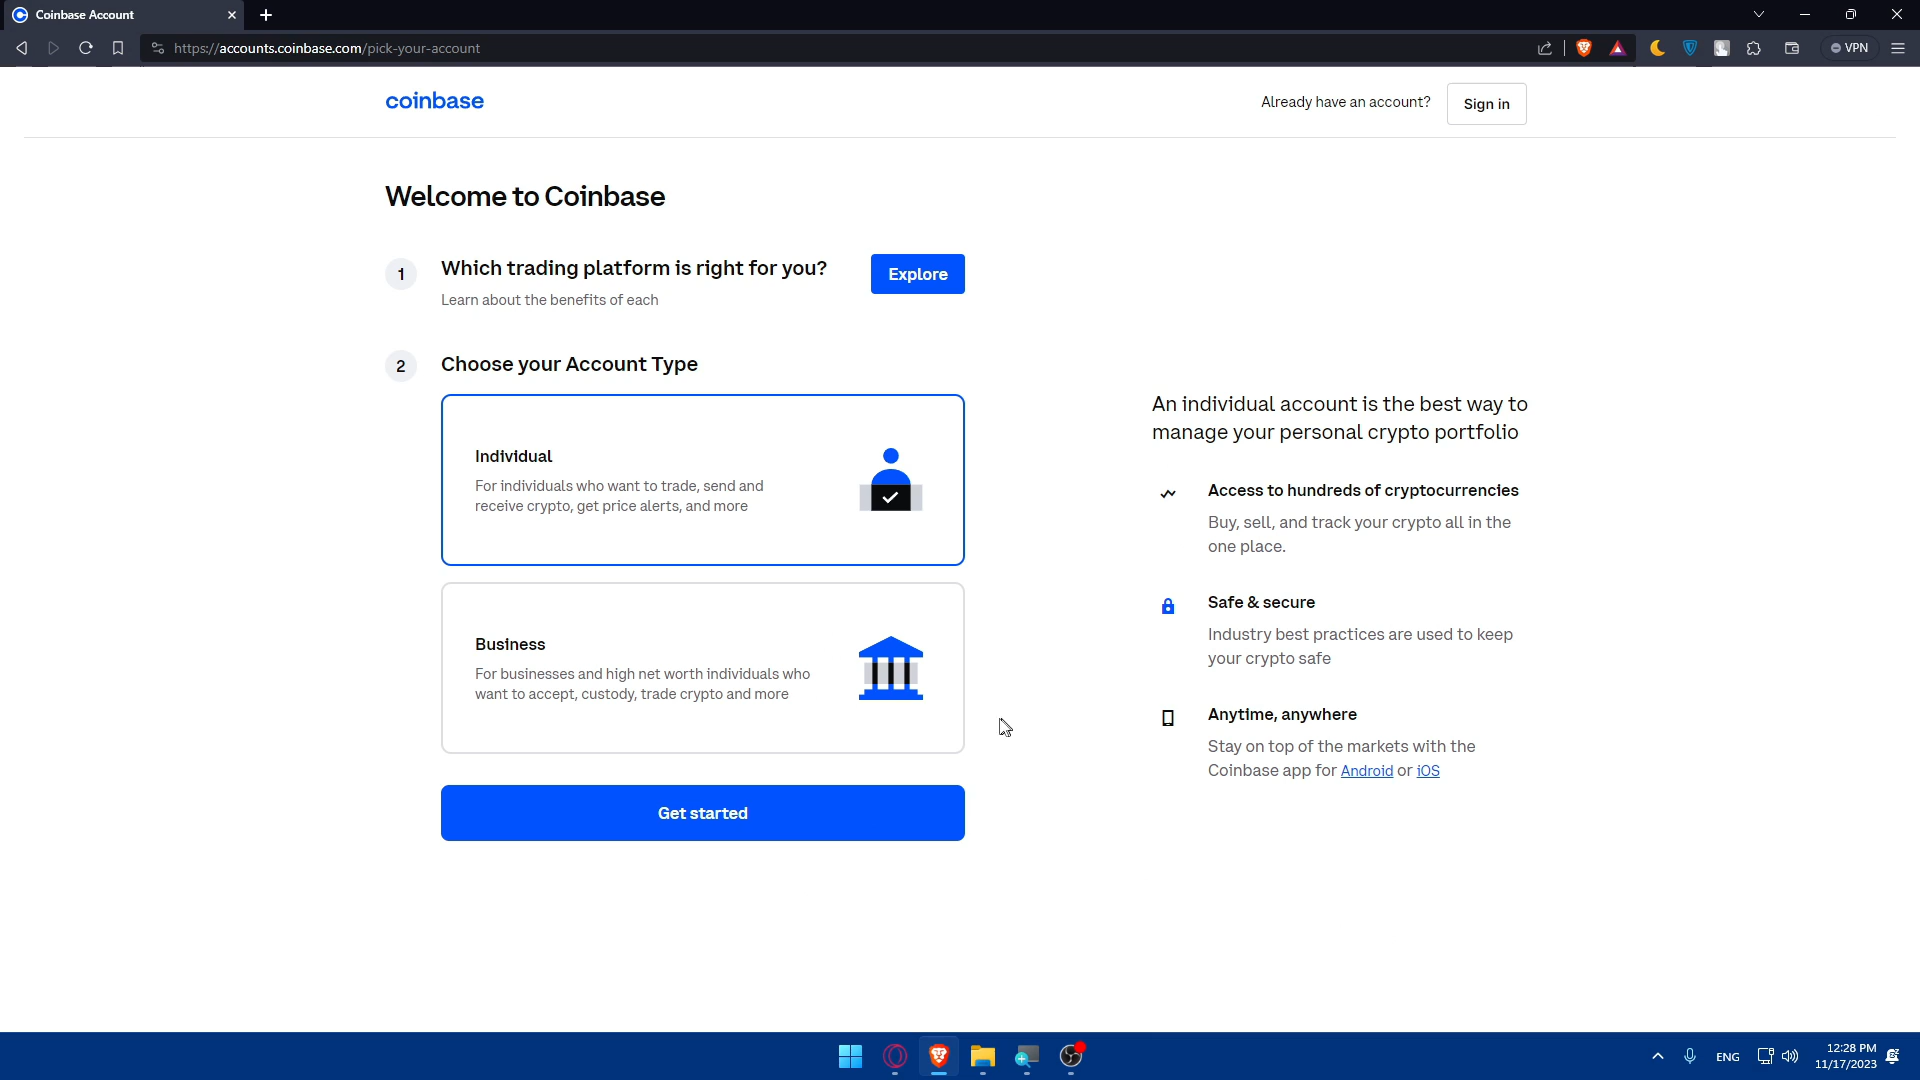 Coinbase Account
https://accounts.coinbase.com/pick-your-account
VPN
coinbase
Already have an account?
Sign in
Welcome to Coinbase
1
Which trading platform is right for you?
Learn about the benefits of each
Explore
2
Choose your Account Type
Individual
For individuals who want to trade, send and
receive crypto, get price alerts, and more
Business
For businesses and high net worth individuals who
want to accept, custody, trade crypto and more
Get started
An individual account is the best way to
manage your personal crypto portfolio
Access to hundreds of cryptocurrencies
Buy, sell, and track your crypto all in the
one place.
Safe & secure
Industry best practices are used to keep
your crypto safe
Anytime, anywhere
Stay on top of the markets with the
Coinbase app for Android or iOS
ENG
12:28 PM
11/17/2023